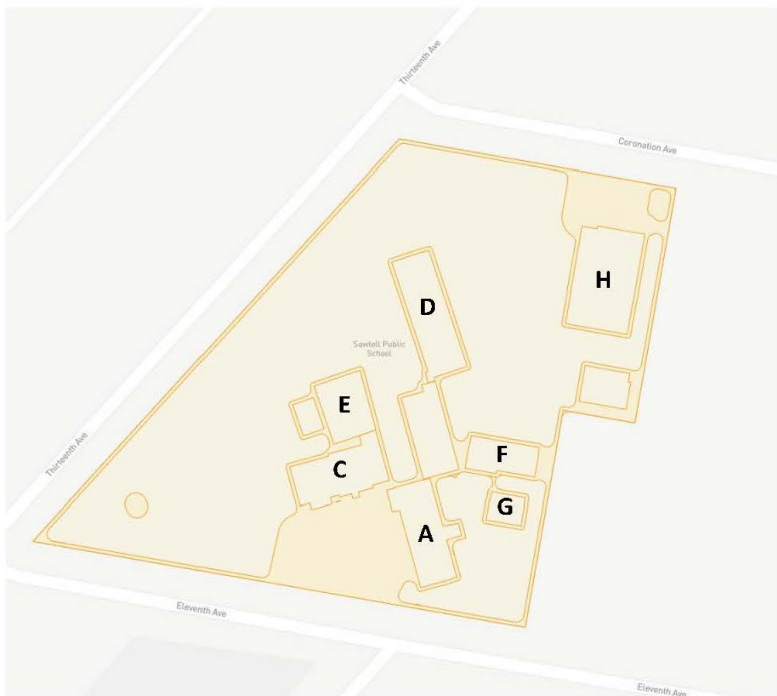 Thirteenth Ave
Coronation Ave
H
D
Sawtell Public
School
E
Thirteenth Ave
F
C
G
A
Eleventh Ave
Eleventh Ave